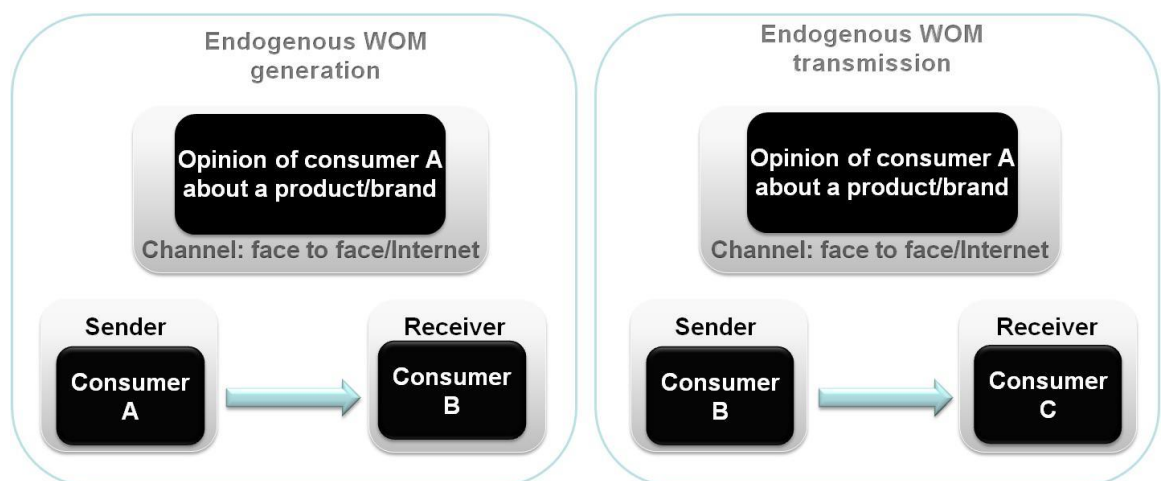 Endogenous WOM
generation
Opinion of consumer A
about a product/brand
Channel: face to face/Internet
Sender
Consumer
A
Receiver
Consumer
B
Endogenous WOM
transmission
Opinion of consumer A
about a product/brand
Channel: face to face/Internet
Sender
Consumer
B
Receiver
Consumer
C